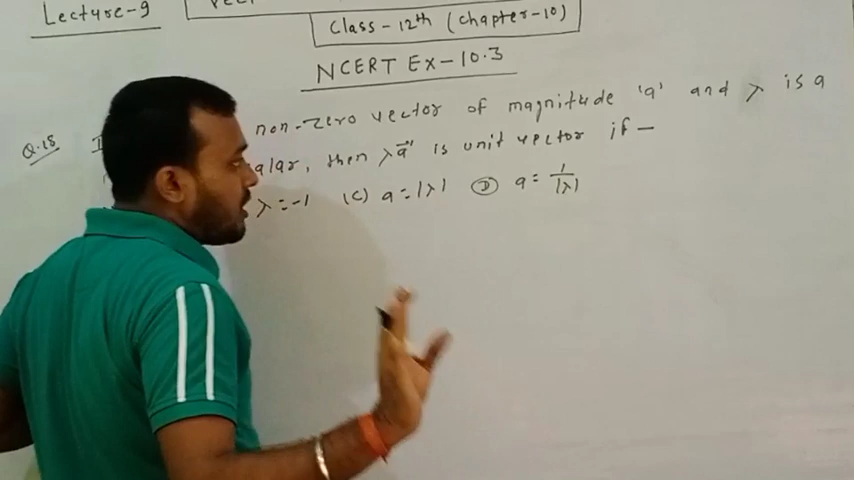 Lecture-9
Class-12th (chapter-10)
NCERT EX-10.3
Q.18 non-zero vector of magnitude 'a' and λ is a
alar, then λa⃗ is unit vector if —
λ=-1 (C) a=|λ| (D) a=1/|λ|